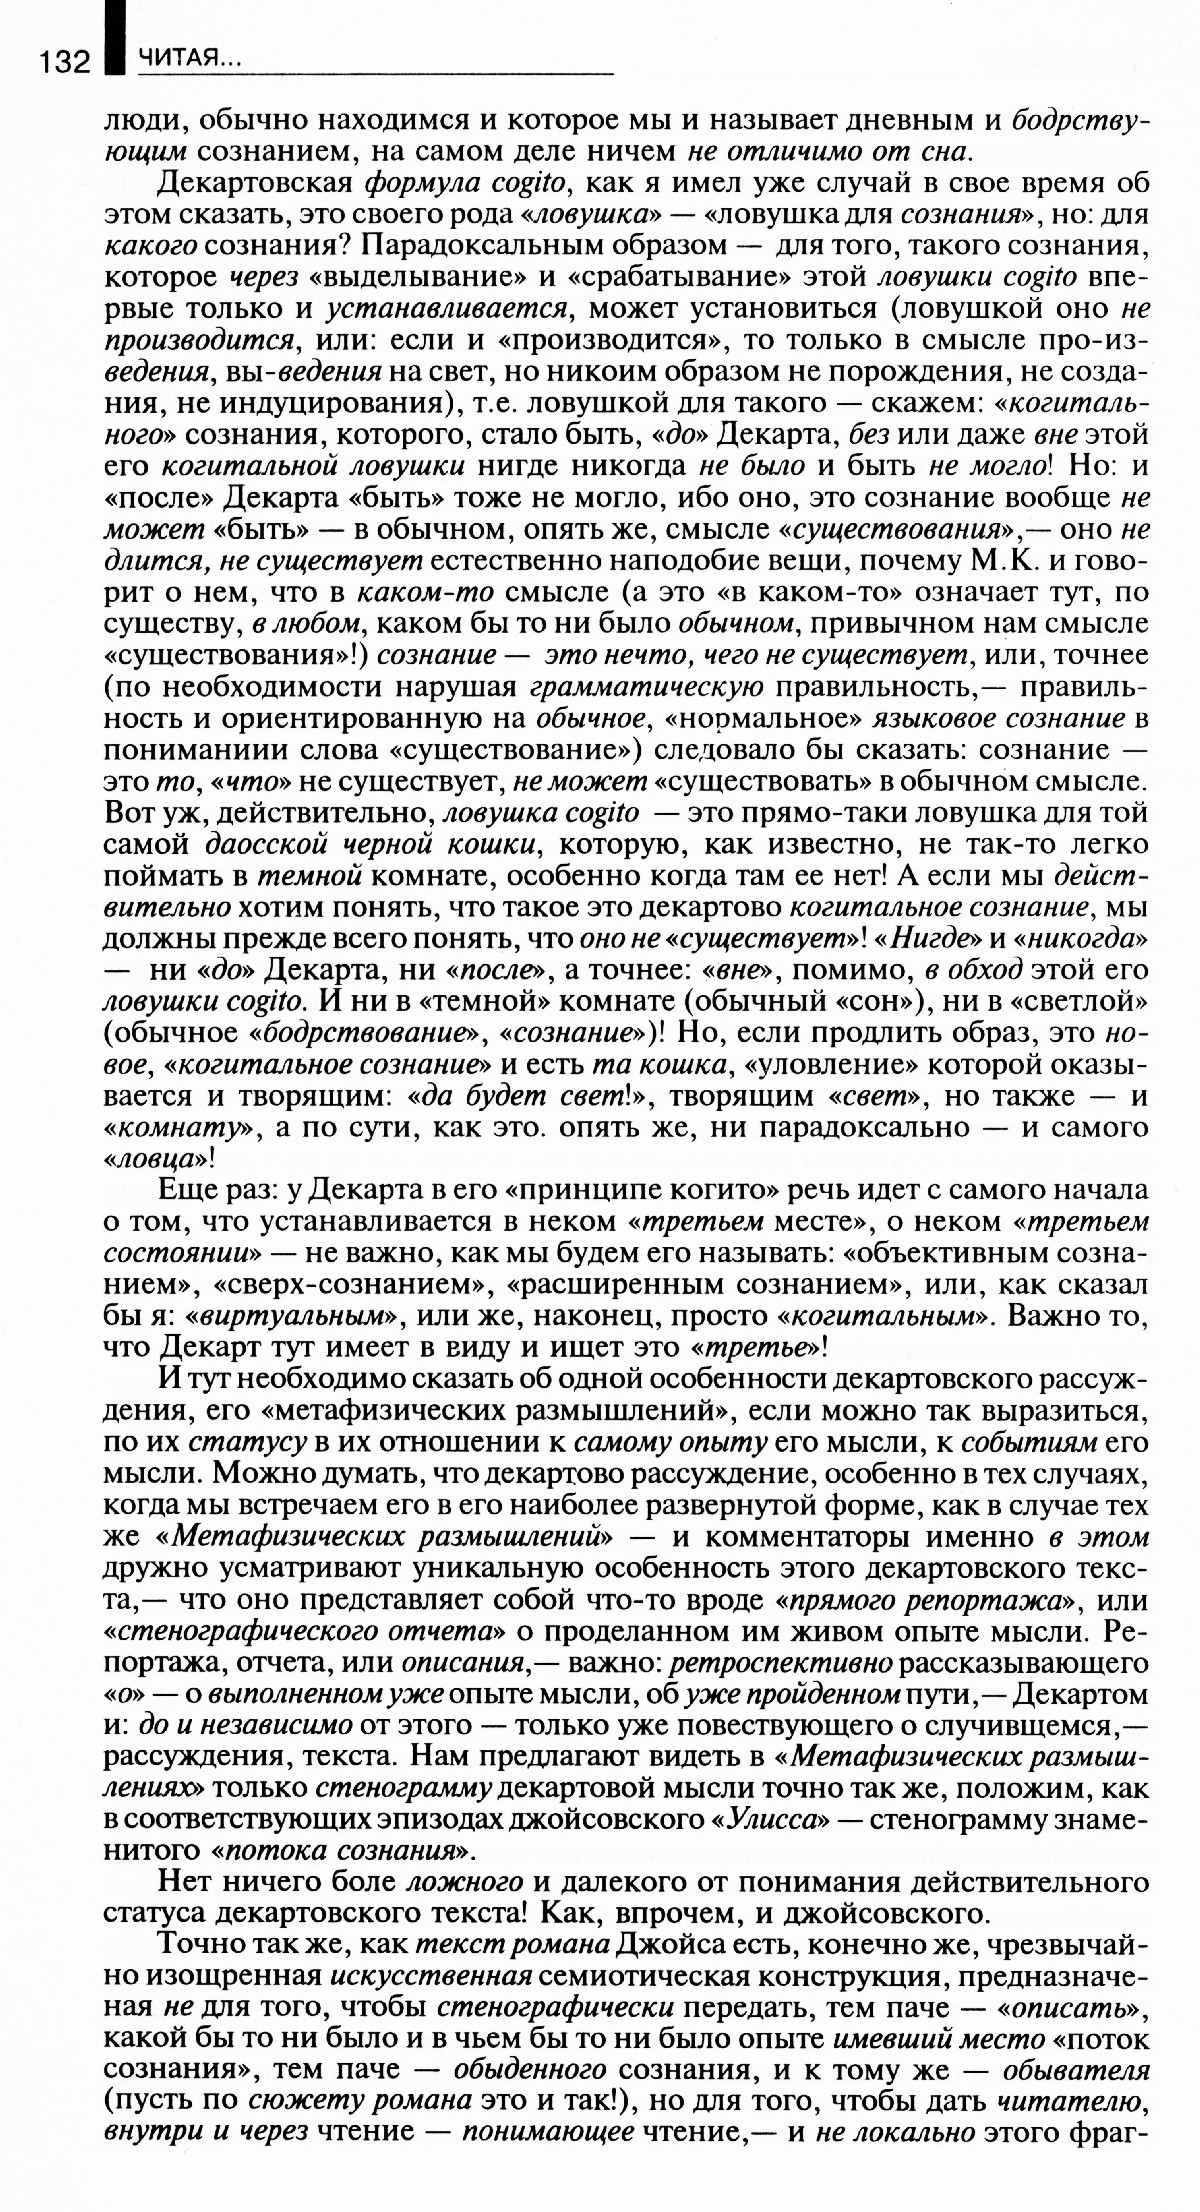 132
ЧИТАЯ...
люди, обычно находимся и которое мы и называет дневным и бодрству-
ющим сознанием, на самом деле ничем не отличимо от сна.
Декартовская формула cogito, как я имел уже случай в свое время об
этом сказать, это своего рода «ловушка» — «ловушка для сознания», но: для
какого сознания? Парадоксальным образом — для того, такого сознания,
которое через «выделывание» и «срабатывание» этой ловушки cogito впе-
рвые только и устанавливается, может установиться (ловушкой оно не
производится, или: если и «производится», то только в смысле про-из-
ведения, вы-ведения на свет, но никоим образом не порождения, не созда-
ния, не индуцирования), т.е. ловушкой для такого — скажем: «когиталь-
ного» сознания, которого, стало быть, «до» Декарта, без или даже вне этой
его когитальной ловушки нигде никогда не было и быть не могло! Но: и
«после» Декарта «быть» тоже не могло, ибо оно, это сознание вообще не
может «быть» — в обычном, опять же, смысле «существования»,— оно не
длится, не существует естественно наподобие вещи, почему М.К. и гово-
рит о нем, что в каком-то смысле (а это «в каком-то» означает тут, по
существу, в любом, каком бы то ни было обычном, привычном нам смысле
«существования»!) сознание — это нечто, чего не существует, или, точнее
(по необходимости нарушая грамматическую правильность,— правиль-
ность и ориентированную на обычное, «нормальное» языковое сознание в
пониманиии слова «существование») следовало бы сказать: сознание —
это то, «что» не существует, не может «существовать» в обычном смысле.
Вот уж, действительно, ловушка cogito — это прямо-таки ловушка для той
самой даосской черной кошки, которую, как известно, не так-то легко
поймать в темной комнате, особенно когда там ее нет! А если мы дейст-
вительно хотим понять, что такое это декартово когитальное сознание, мы
должны прежде всего понять, что оно не «существует»! «Нигде» и «никогда»
— ни «до» Декарта, ни «после», а точнее: «вне», помимо, в обход этой его
ловушки cogito. И ни в «темной» комнате (обычный «сон»), ни в «светлой»
(обычное «бодрствование», «сознание»)! Но, если продлить образ, это но-
вое, «когитальное сознание» и есть та кошка, «уловление» которой оказы-
вается и творящим: «да будет свет!», творящим «свет», но также — и
«комнату», а по сути, как это. опять же, ни парадоксально — и самого
«ловца»!
Еще раз: у Декарта в его «принципе когито» речь идет с самого начала
о том, что устанавливается в неком «третьем месте», о неком «третьем
состоянии» — не важно, как мы будем его называть: «объективным созна-
нием», «сверх-сознанием», «расширенным сознанием», или, как сказал
бы я: «виртуальным», или же, наконец, просто «когитальным». Важно то,
что Декарт тут имеет в виду и ищет это «третье»!
И тут необходимо сказать об одной особенности декартовского рассуж-
дения, его «метафизических размышлений», если можно так выразиться,
по их статусу в их отношении к самому опыту его мысли, к событиям его
мысли. Можно думать, что декартово рассуждение, особенно в тех случаях,
когда мы встречаем его в его наиболее развернутой форме, как в случае тех
же «Метафизических размышлений» — и комментаторы именно в этом
дружно усматривают уникальную особенность этого декартовского текс-
та,— что оно представляет собой что-то вроде «прямого репортажа», или
«стенографического отчета» о проделанном им живом опыте мысли. Ре-
портажа, отчета, или описания,— важно: ретроспективно рассказывающего
«о» — о выполненном уже опыте мысли, об уже пройденном пути,— Декартом
и: до и независимо от этого — только уже повествующего о случивщемся,—
рассуждения, текста. Нам предлагают видеть в «Метафизических размыш-
лениях» только стенограмму декартовой мысли точно так же, положим, как
в соответствующих эпизодах джойсовского «Улисса» — стенограмму знаме-
нитого «потока сознания».
Нет ничего боле ложного и далекого от понимания действительного
статуса декартовского текста! Как, впрочем, и джойсовского.
Точно так же, как текст романа Джойса есть, конечно же, чрезвычай-
но изощренная искусственная семиотическая конструкция, предназначе-
ная не для того, чтобы стенографически передать, тем паче — «описать»,
какой бы то ни было и в чьем бы то ни было опыте имевший место «поток
сознания», тем паче — обыденного сознания, и к тому же — обывателя
(пусть по сюжету романа это и так!), но для того, чтобы дать читателю,
внутри и через чтение — понимающее чтение,— и не локально этого фраг-